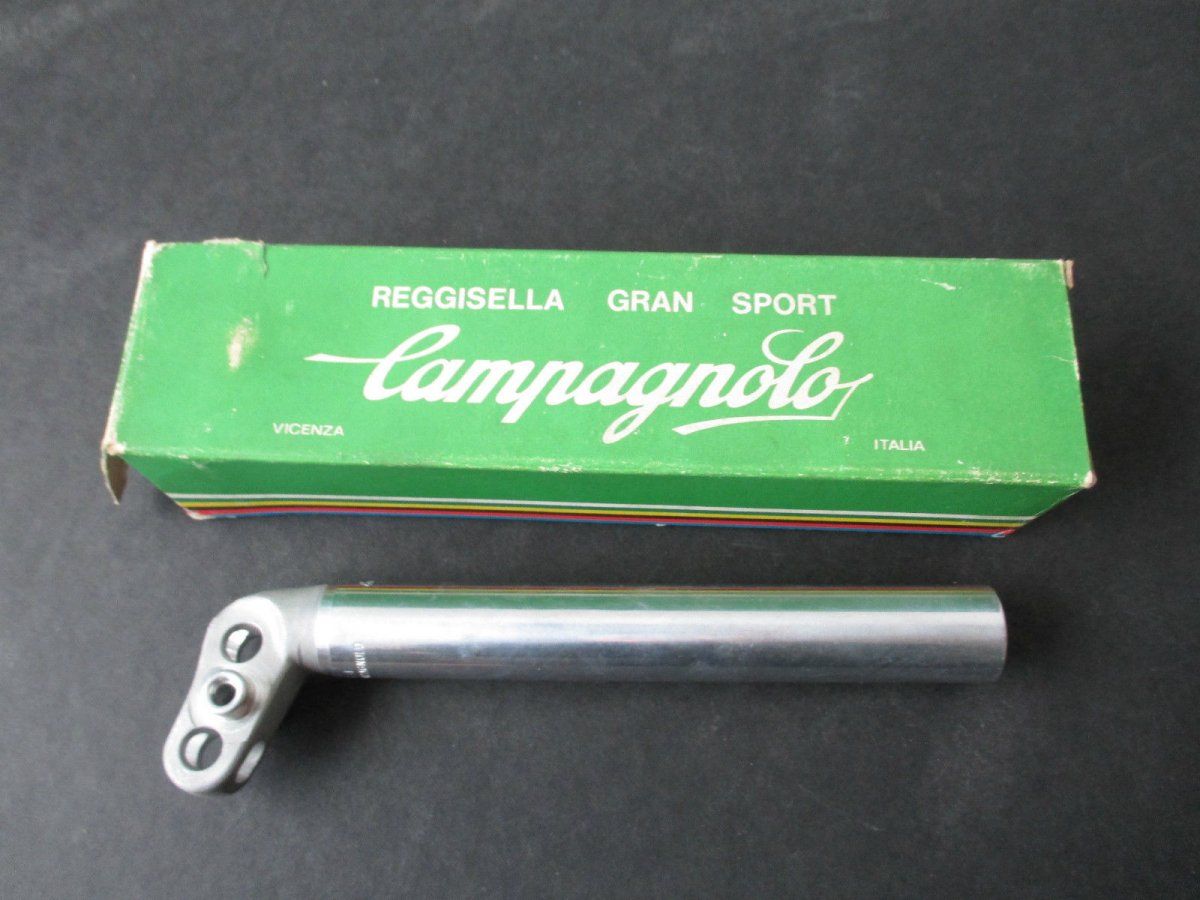 REGGISELLA GRAN SPORT
Campagnolo
VICENZA ITALIA